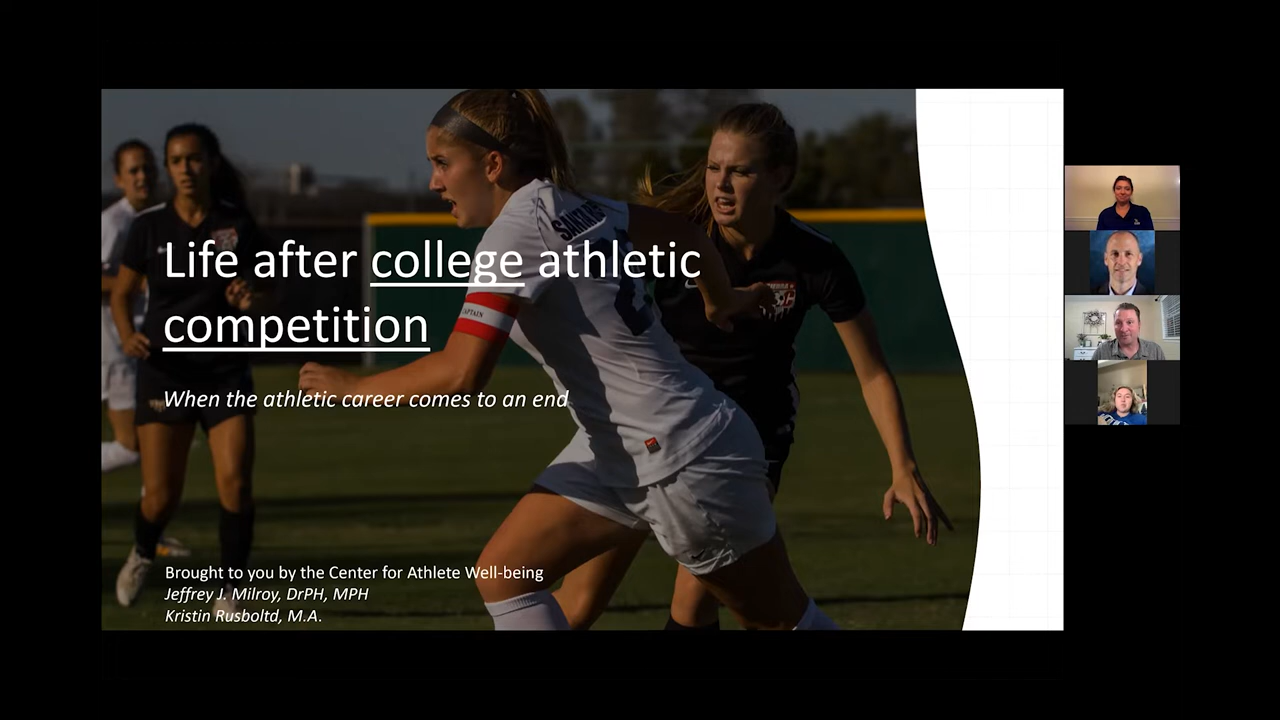 Life after college athletic
competition
When the athletic career comes to an end
Brought to you by the Center for Athlete Well-being
Jeffrey J. Milroy, DrPH, MPH
Kristin Rusboltd, M.A.